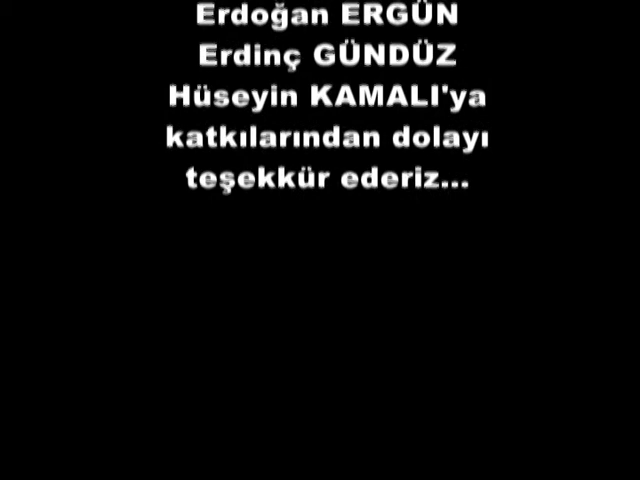 Erdoğan ERGÜN
Erdinç GÜNDÜZ
Hüseyin KAMALI'ya
katkılarından dolayı
teşekkür ederiz...